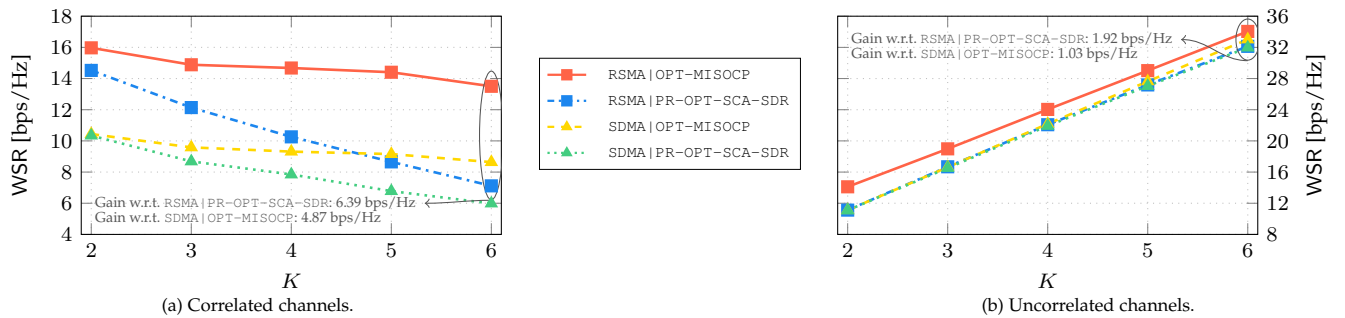 WSR [bps/Hz]
18
16
14
12
10
8
6
4
2 3 4 5 6
K
Gain w.r.t. RSMA|PR-OPT-SCA-SDR: 6.39 bps/Hz
Gain w.r.t. SDMA|OPT-MISOCP: 4.87 bps/Hz
(a) Correlated channels.
RSMA|OPT-MISOCP
RSMA|PR-OPT-SCA-SDR
SDMA|OPT-MISOCP
SDMA|PR-OPT-SCA-SDR
Gain w.r.t. RSMA|PR-OPT-SCA-SDR: 1.92 bps/Hz
Gain w.r.t. SDMA|OPT-MISOCP: 1.03 bps/Hz
36
32
28
24
20
16
12
8
WSR [bps/Hz]
2 3 4 5 6
K
(b) Uncorrelated channels.